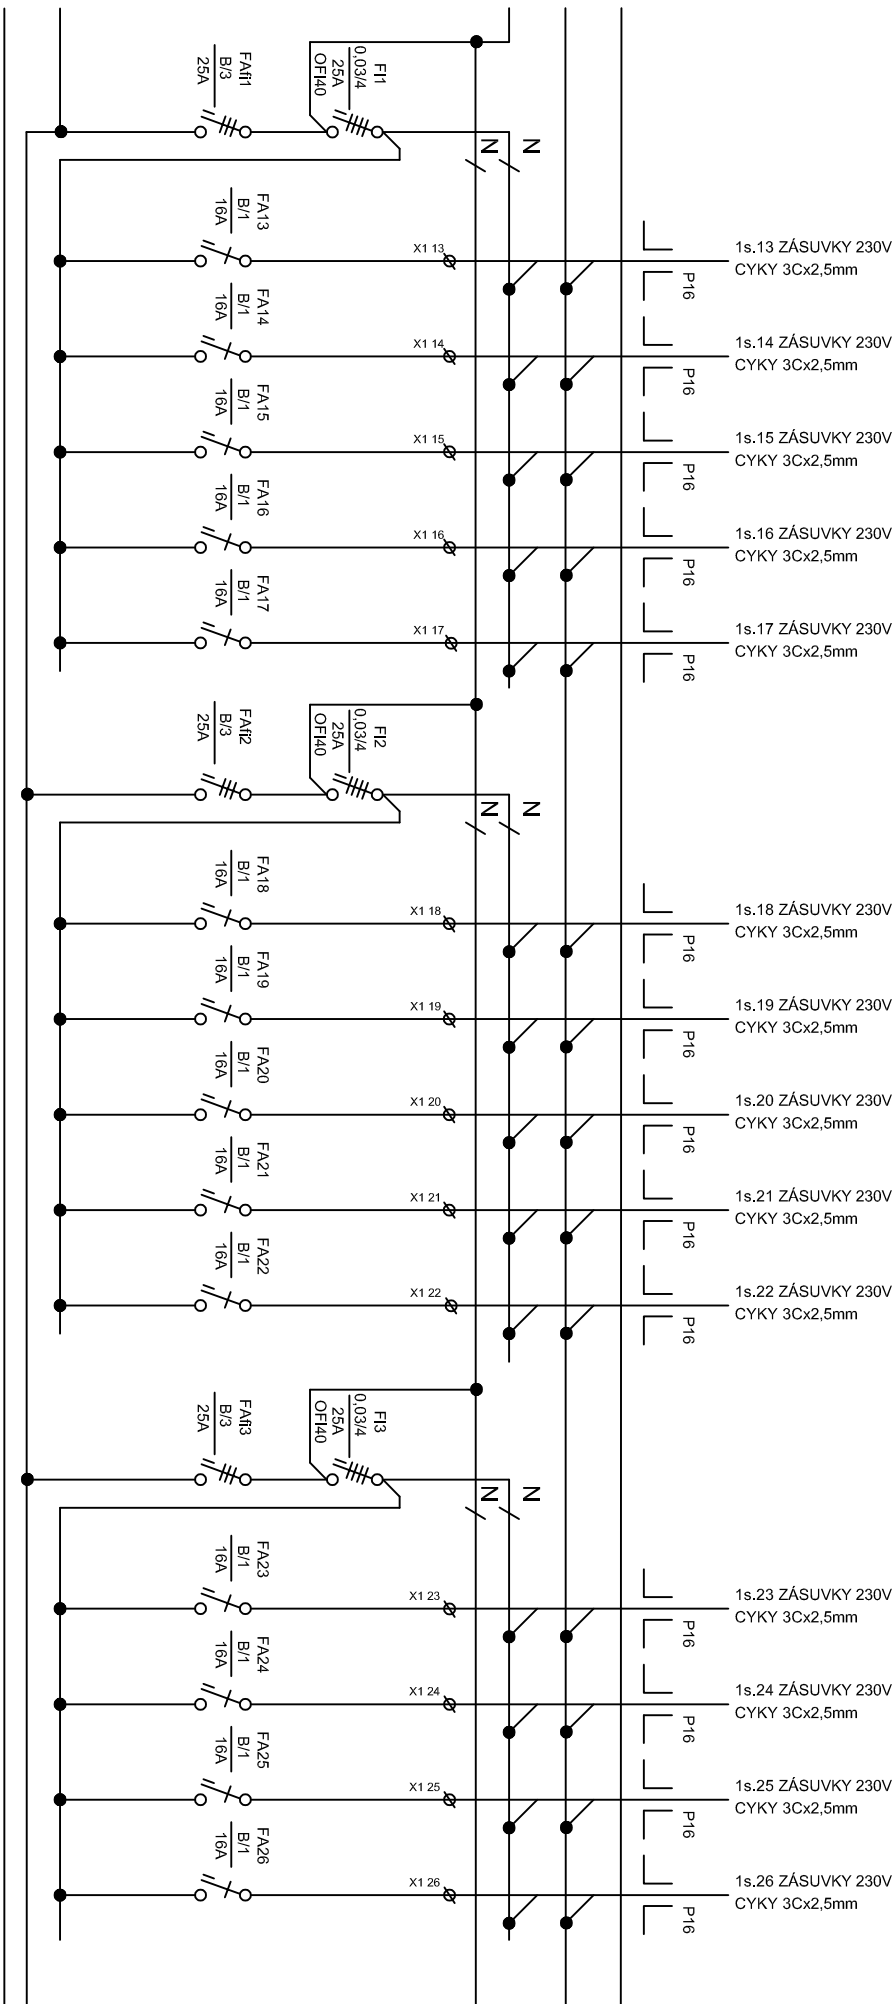 FAfi1
B/3
25A
FI1
0,03/4
25A
OFI40
N
N
FA13
B/1
16A
X1 13
P16
1s.13 ZÁSUVKY 230V
CYKY 3Cx2,5mm
FA14
B/1
16A
X1 14
P16
1s.14 ZÁSUVKY 230V
CYKY 3Cx2,5mm
FA15
B/1
16A
X1 15
P16
1s.15 ZÁSUVKY 230V
CYKY 3Cx2,5mm
FA16
B/1
16A
X1 16
P16
1s.16 ZÁSUVKY 230V
CYKY 3Cx2,5mm
FA17
B/1
16A
X1 17
P16
1s.17 ZÁSUVKY 230V
CYKY 3Cx2,5mm
FAfi2
B/3
25A
FI2
0,03/4
25A
OFI40
N
N
FA18
B/1
16A
X1 18
P16
1s.18 ZÁSUVKY 230V
CYKY 3Cx2,5mm
FA19
B/1
16A
X1 19
P16
1s.19 ZÁSUVKY 230V
CYKY 3Cx2,5mm
FA20
B/1
16A
X1 20
P16
1s.20 ZÁSUVKY 230V
CYKY 3Cx2,5mm
FA21
B/1
16A
X1 21
P16
1s.21 ZÁSUVKY 230V
CYKY 3Cx2,5mm
FA22
B/1
16A
X1 22
P16
1s.22 ZÁSUVKY 230V
CYKY 3Cx2,5mm
FAfi3
B/3
25A
FI3
0,03/4
25A
OFI40
N
N
FA23
B/1
16A
X1 23
P16
1s.23 ZÁSUVKY 230V
CYKY 3Cx2,5mm
FA24
B/1
16A
X1 24
P16
1s.24 ZÁSUVKY 230V
CYKY 3Cx2,5mm
FA25
B/1
16A
X1 25
P16
1s.25 ZÁSUVKY 230V
CYKY 3Cx2,5mm
FA26
B/1
16A
X1 26
P16
1s.26 ZÁSUVKY 230V
CYKY 3Cx2,5mm